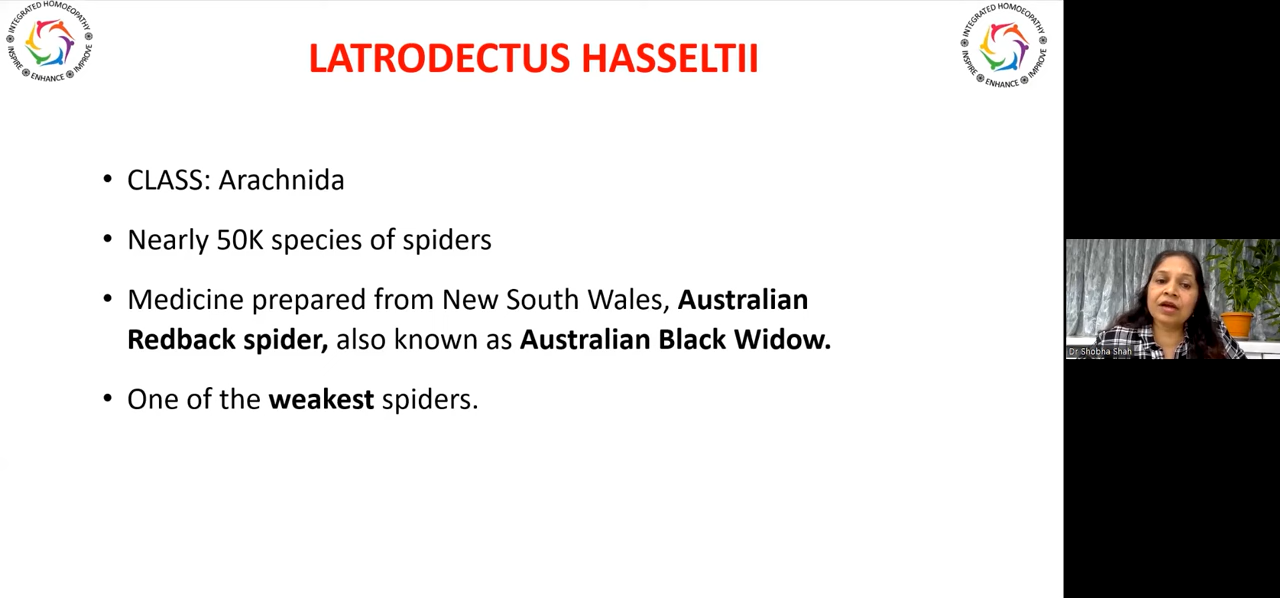 INTEGRATED HOMOEOPATHY
INSPIRE ENHANCE IMPROVE
LATRODECTUS HASSELTII
INTEGRATED HOMOEOPATHY
INSPIRE ENHANCE IMPROVE
• CLASS: Arachnida
• Nearly 50K species of spiders
• Medicine prepared from New South Wales, Australian
Redback spider, also known as Australian Black Widow.
• One of the weakest spiders.
Dr Shobha Shah